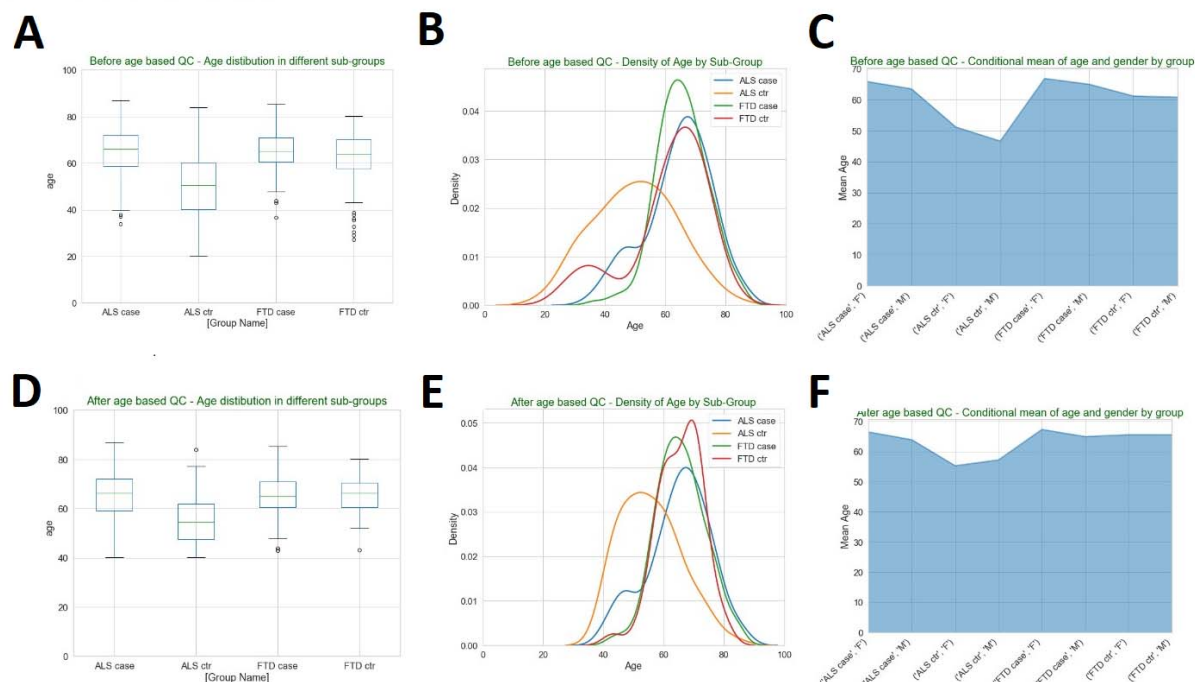 A
Before age based QC - Age distibution in different sub-groups
100
80
60
40
20
0
age
ALS case
ALS ctr
FTD case
FTD ctr
[Group Name]
B
Before age based QC - Density of Age by Sub-Group
ALS case
ALS ctr
FTD case
FTD ctr
0.04
0.03
0.02
0.01
0.00
Density
0
20
40
60
80
100
Age
C
Before age based QC - Conditional mean of age and gender by group
70
60
50
40
30
20
10
0
Mean Age
('ALS case', 'F')
('ALS case', 'M')
('ALS ctr', 'F')
('ALS ctr', 'M')
('FTD case', 'F')
('FTD case', 'M')
('FTD ctr', 'F')
('FTD ctr', 'M')
D
After age based QC - Age distibution in different sub-groups
100
80
60
40
20
0
age
ALS case
ALS ctr
FTD case
FTD ctr
[Group Name]
E
After age based QC - Density of Age by Sub-Group
ALS case
ALS ctr
FTD case
FTD ctr
0.05
0.04
0.03
0.02
0.01
0.00
Density
0
20
40
60
80
100
Age
F
After age based QC - Conditional mean of age and gender by group
70
60
50
40
30
20
10
0
Mean Age
('ALS case', 'F')
('ALS case', 'M')
('ALS ctr', 'F')
('ALS ctr', 'M')
('FTD case', 'F')
('FTD case', 'M')
('FTD ctr', 'F')
('FTD ctr', 'M')